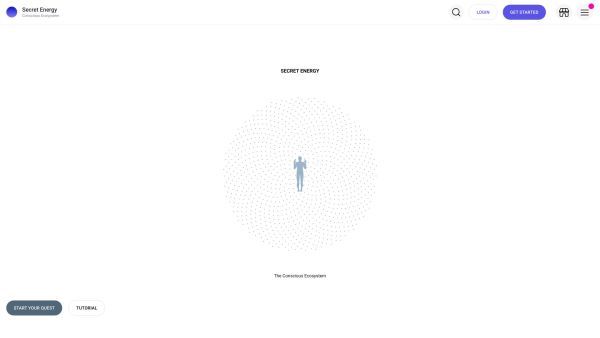 Secret Energy
Conscious Ecosystem
LOGIN
GET STARTED
SECRET ENERGY
The Conscious Ecosystem
START YOUR QUEST
TUTORIAL